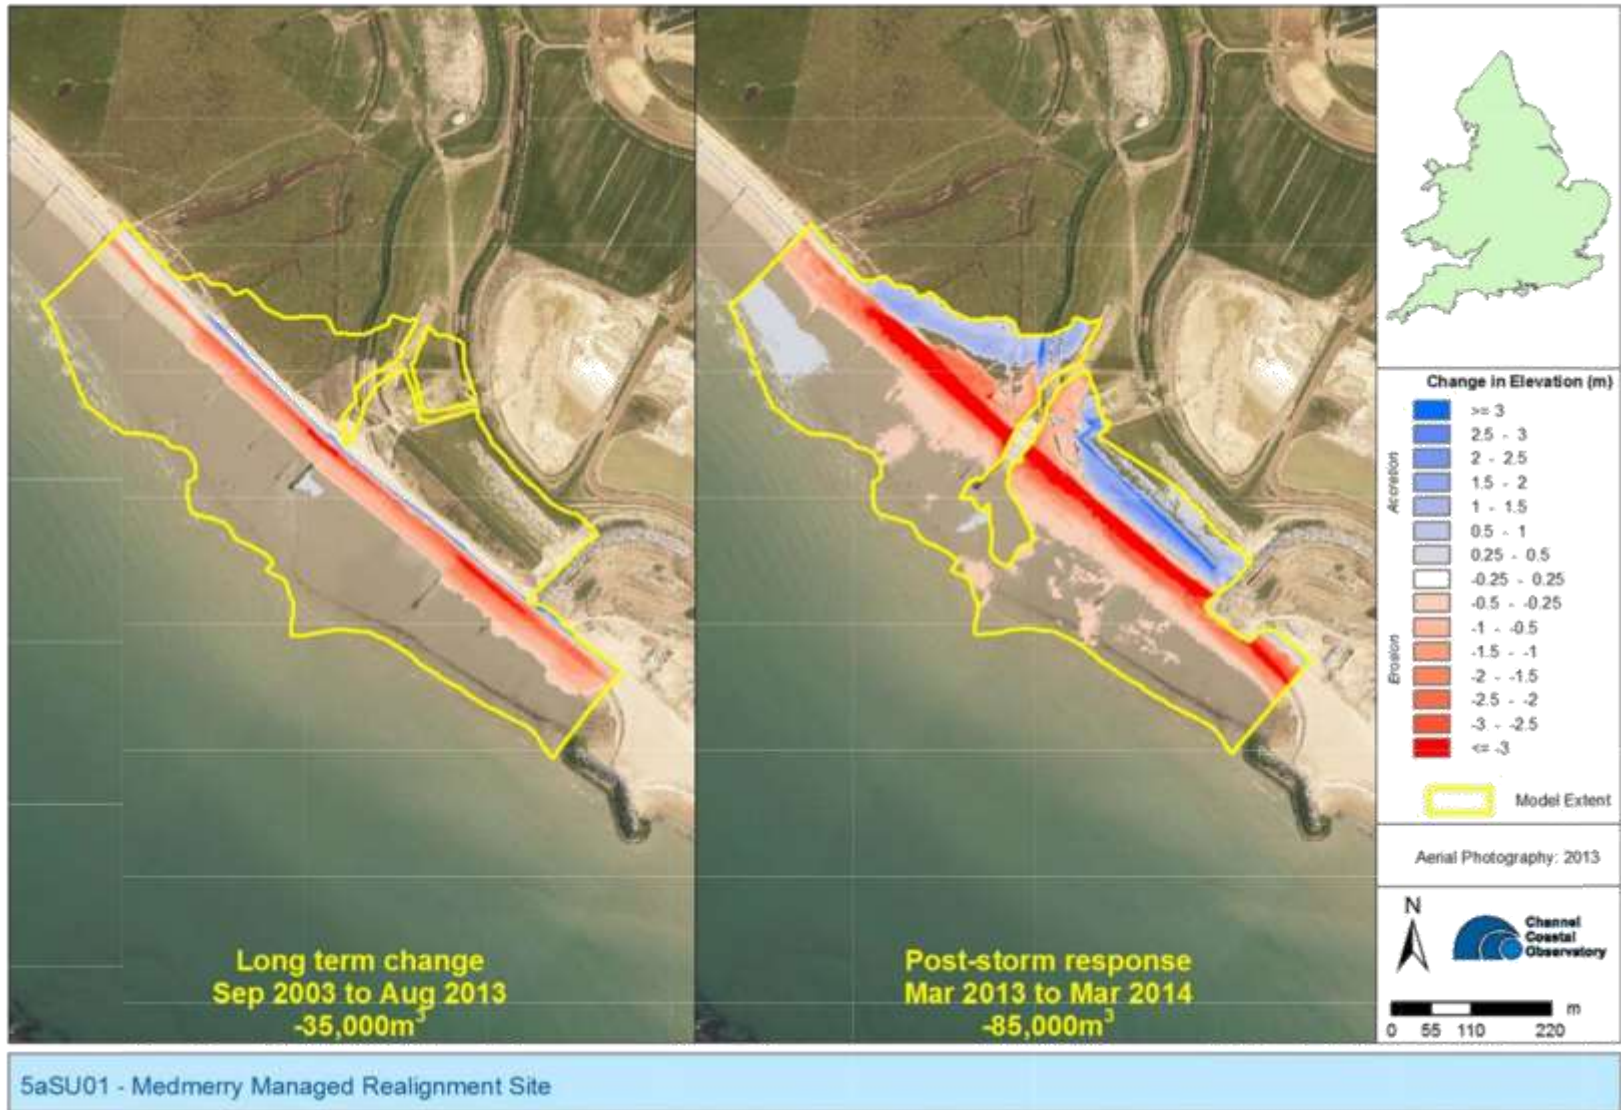 Long term change
Sep 2003 to Aug 2013
-35,000m³
Post-storm response
Mar 2013 to Mar 2014
-85,000m³
Change in Elevation (m)
Accretion
>= 3
2.5 - 3
2 - 2.5
1.5 - 2
1 - 1.5
0.5 - 1
0.25 - 0.5
-0.25 - 0.25
Erosion
-0.5 - -0.25
-1 - -0.5
-1.5 - -1
-2 - -1.5
-2.5 - -2
-3 - -2.5
<= -3
Model Extent
Aerial Photography: 2013
N
Channel
Coastal
Observatory
m
0 55 110 220
5aSU01 - Medmerry Managed Realignment Site